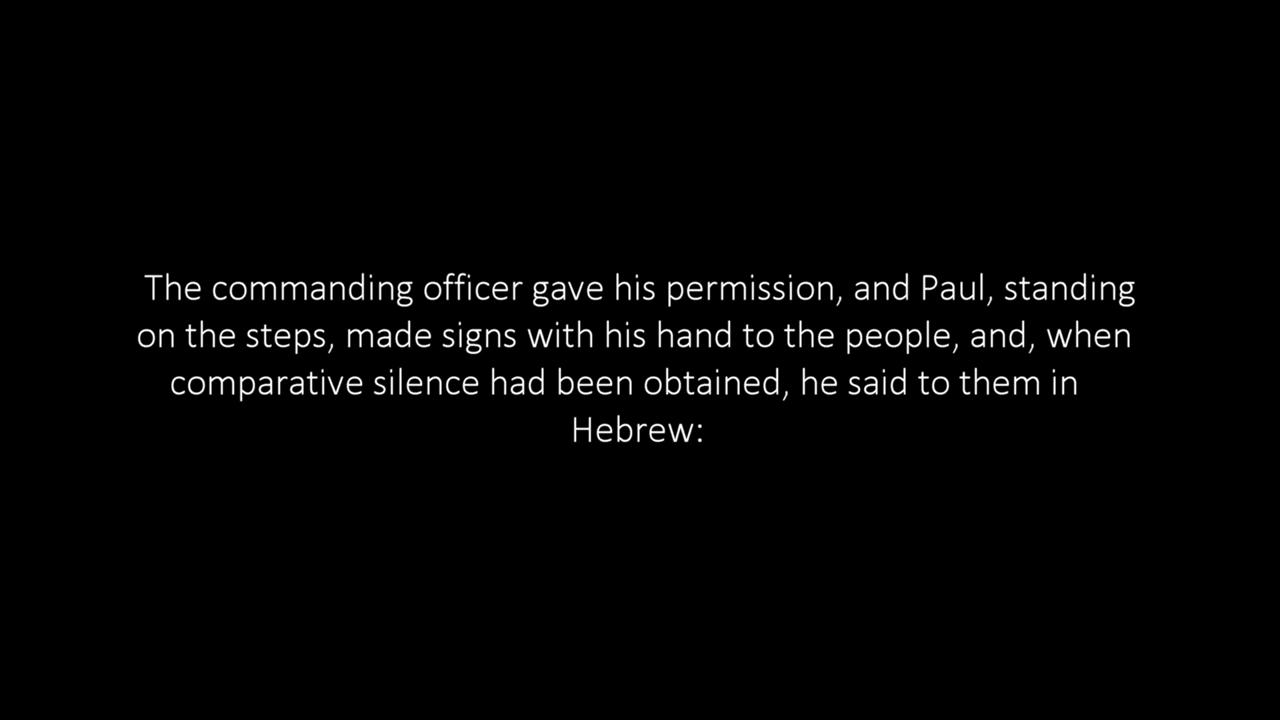 The commanding officer gave his permission, and Paul, standing
on the steps, made signs with his hand to the people, and, when
comparative silence had been obtained, he said to them in
Hebrew: